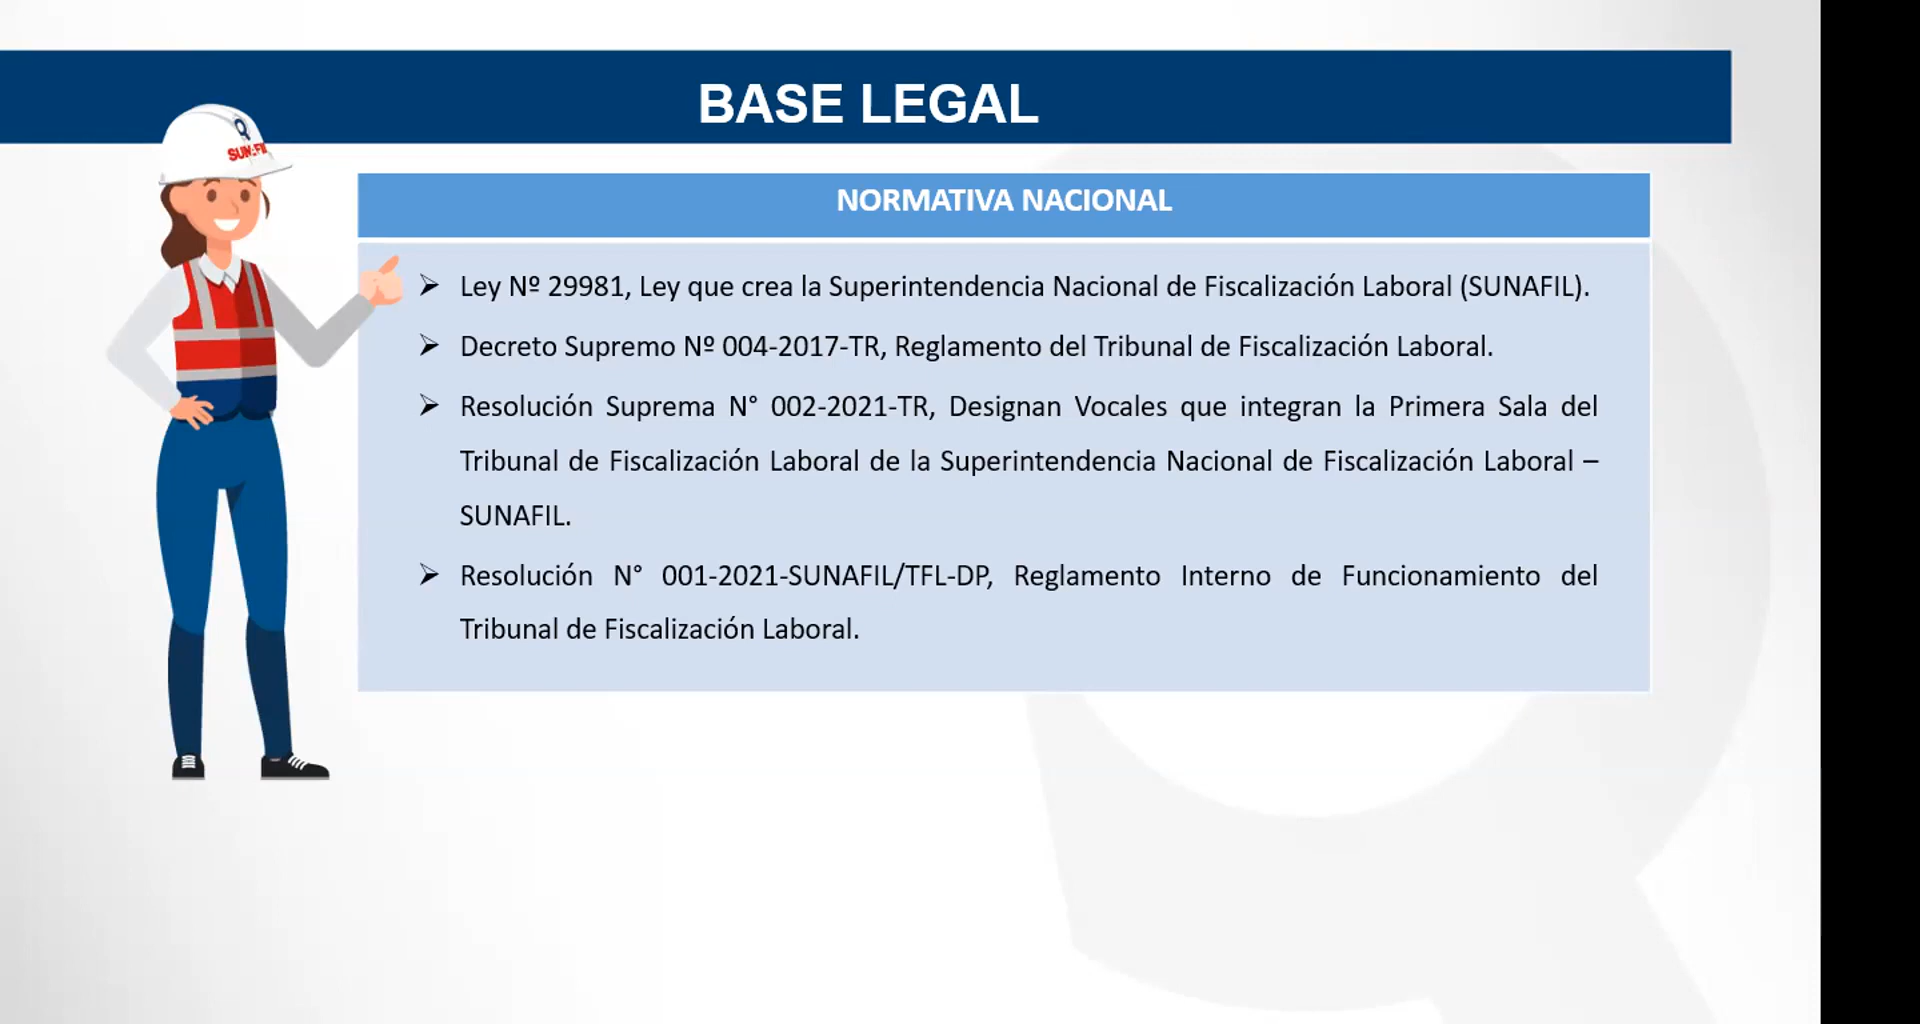 BASE LEGAL
NORMATIVA NACIONAL
➢ Ley Nº 29981, Ley que crea la Superintendencia Nacional de Fiscalización Laboral (SUNAFIL).
➢ Decreto Supremo Nº 004-2017-TR, Reglamento del Tribunal de Fiscalización Laboral.
➢ Resolución Suprema N° 002-2021-TR, Designan Vocales que integran la Primera Sala del
Tribunal de Fiscalización Laboral de la Superintendencia Nacional de Fiscalización Laboral –
SUNAFIL.
➢ Resolución N° 001-2021-SUNAFIL/TFL-DP, Reglamento Interno de Funcionamiento del
Tribunal de Fiscalización Laboral.